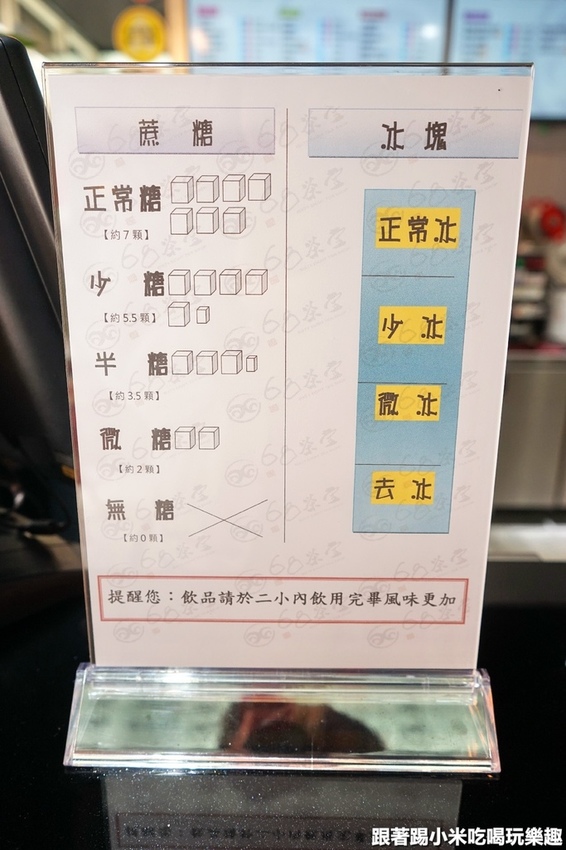 蔗糖
正常糖
【約7顆】
少糖
【約5.5顆】
半糖
【約3.5顆】
微糖
【約2顆】
無糖
【約0顆】
冰塊
正常冰
少冰
微冰
去冰
提醒您：飲品請於二小內飲用完畢風味更加
跟著踢小米吃喝玩樂趣